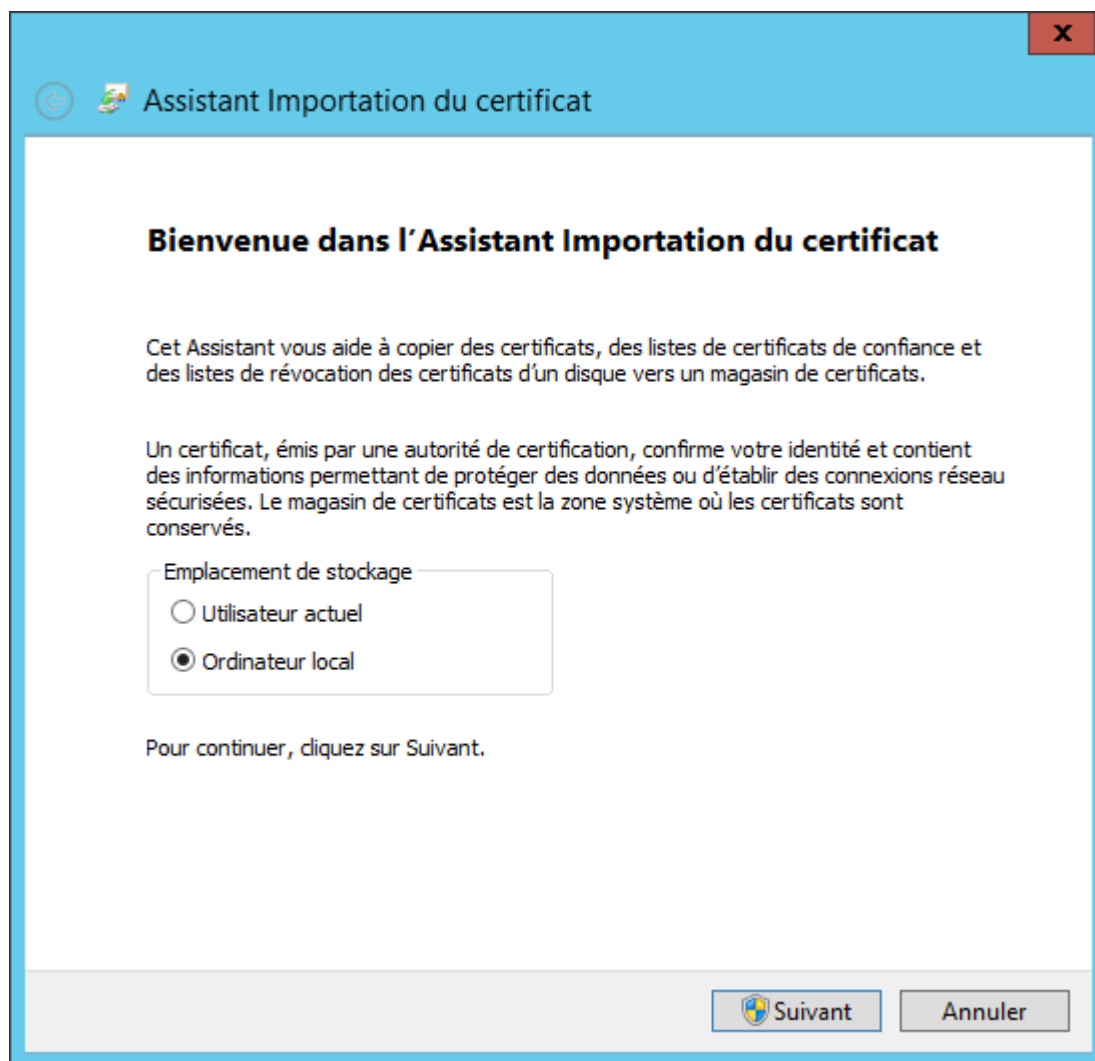 x
Assistant Importation du certificat
Bienvenue dans l’Assistant Importation du certificat
Cet Assistant vous aide à copier des certificats, des listes de certificats de confiance et
des listes de révocation des certificats d’un disque vers un magasin de certificats.
Un certificat, émis par une autorité de certification, confirme votre identité et contient
des informations permettant de protéger des données ou d’établir des connexions réseau
sécurisées. Le magasin de certificats est la zone système où les certificats sont
conservés.
Emplacement de stockage
Utilisateur actuel
Ordinateur local
Pour continuer, cliquez sur Suivant.
Suivant Annuler